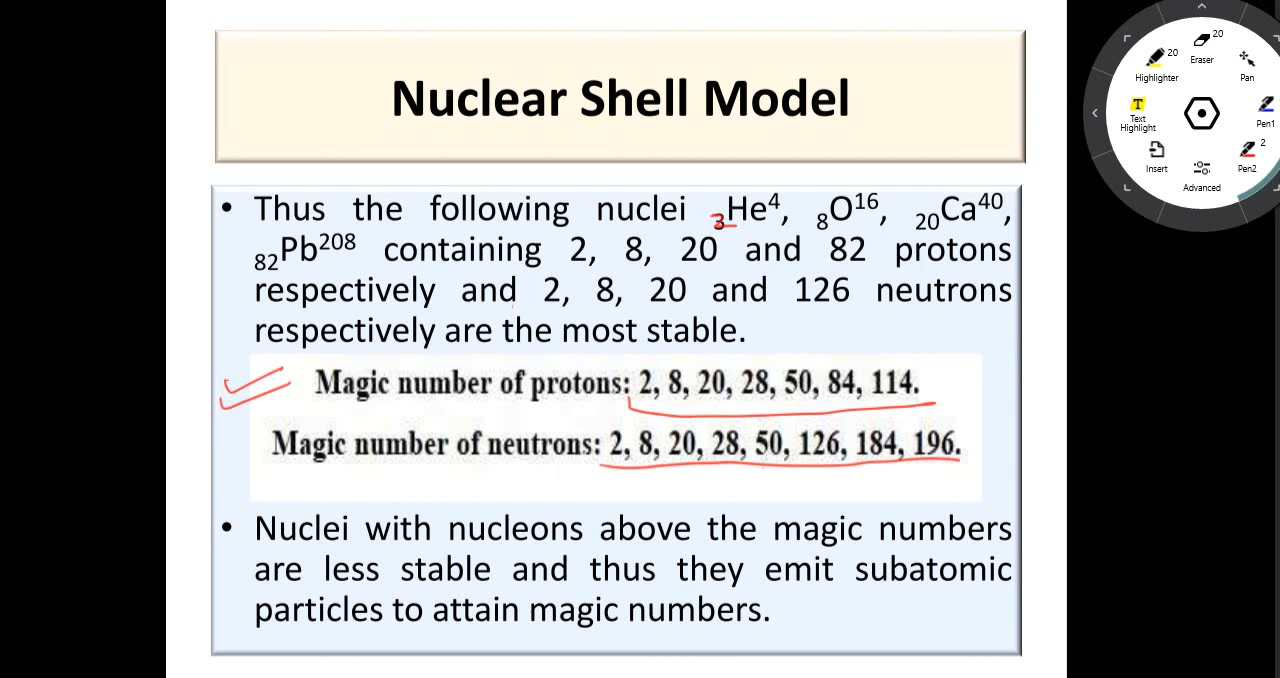 Nuclear Shell Model
• Thus the following nuclei ₃He⁴, ₈O¹⁶, ₂₀Ca⁴⁰,
₈₂Pb²⁰⁸ containing 2, 8, 20 and 82 protons
respectively and 2, 8, 20 and 126 neutrons
respectively are the most stable.
Magic number of protons: 2, 8, 20, 28, 50, 84, 114.
Magic number of neutrons: 2, 8, 20, 28, 50, 126, 184, 196.
• Nuclei with nucleons above the magic numbers
are less stable and thus they emit subatomic
particles to attain magic numbers.
20
Eraser
20
Highlighter
Pan
T
Text
Highlight
Pen1
Insert
2
Pen2
Advanced